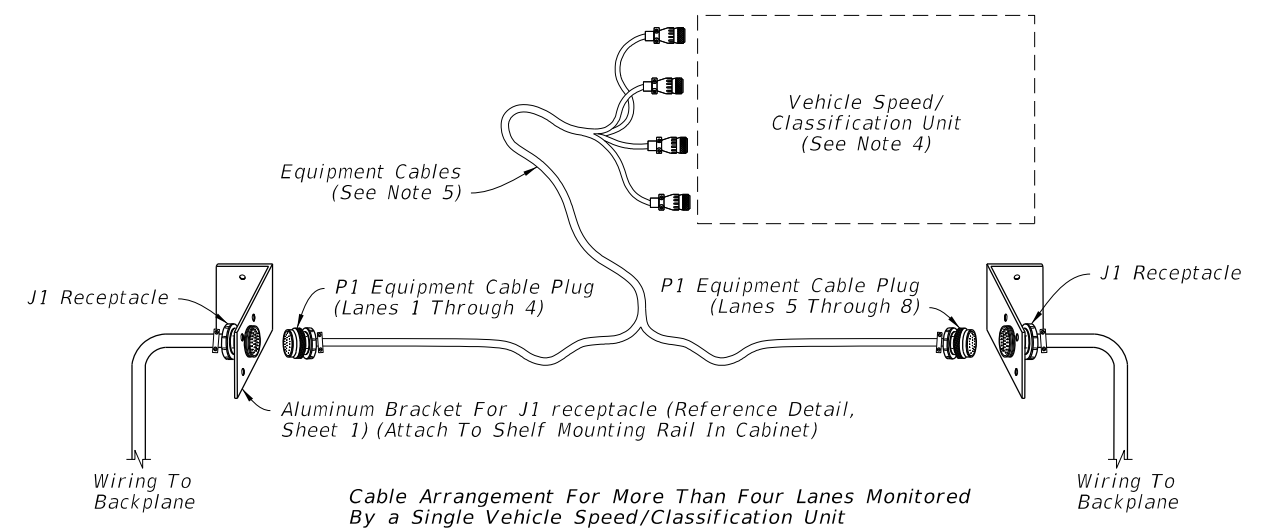 Vehicle Speed/
Classification Unit
(See Note 4)
Equipment Cables
(See Note 5)
J1 Receptacle
P1 Equipment Cable Plug
(Lanes 1 Through 4)
P1 Equipment Cable Plug
(Lanes 5 Through 8)
J1 Receptacle
Aluminum Bracket For J1 receptacle (Reference Detail,
Sheet 1) (Attach To Shelf Mounting Rail In Cabinet)
Wiring To
Backplane
Wiring To
Backplane
Cable Arrangement For More Than Four Lanes Monitored
By a Single Vehicle Speed/Classification Unit